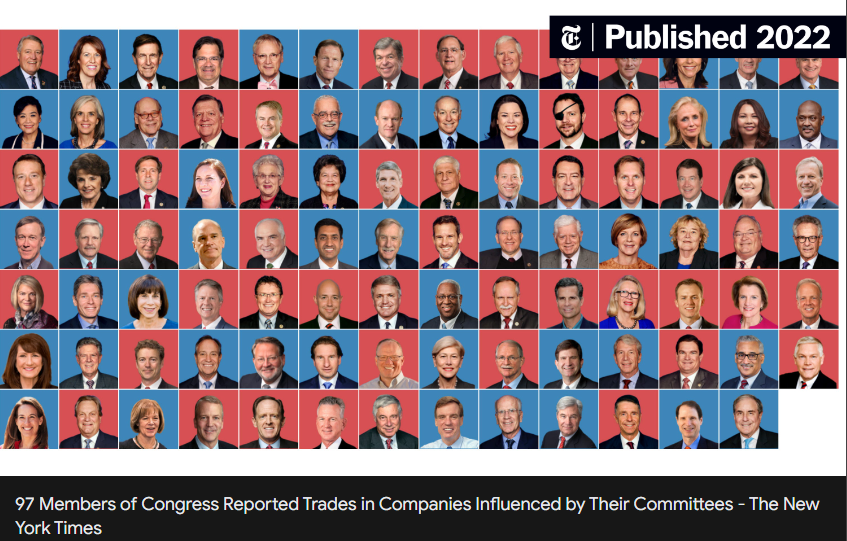 Published 2022
97 Members of Congress Reported Trades in Companies Influenced by Their Committees - The New
York Times